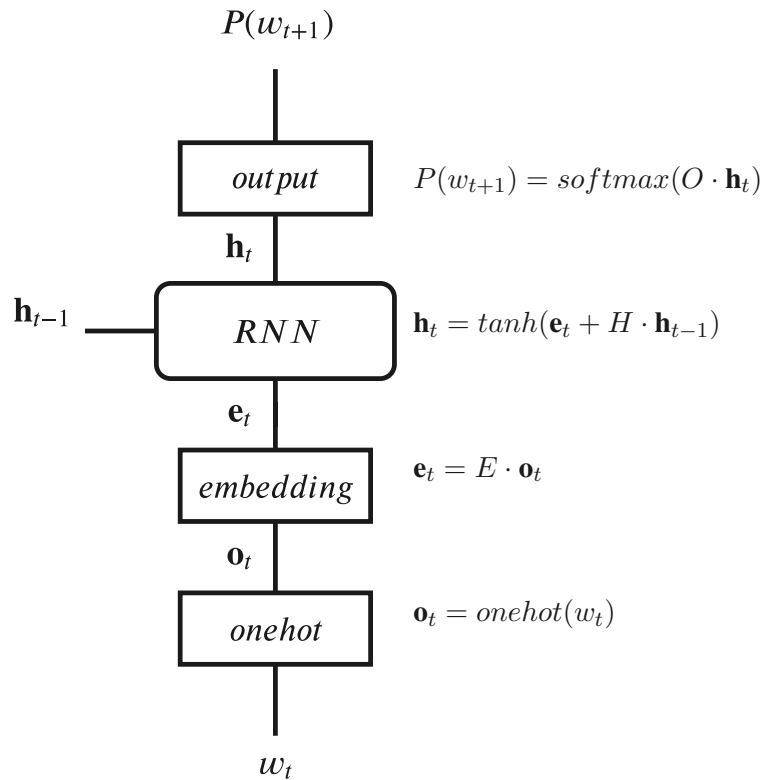 P(w_{t+1})
output P(w_{t+1}) = softmax(O · h_t)
h_t
h_{t−1}
RNN h_t = tanh(e_t + H · h_{t−1})
e_t
embedding e_t = E · o_t
o_t
onehot o_t = onehot(w_t)
w_t